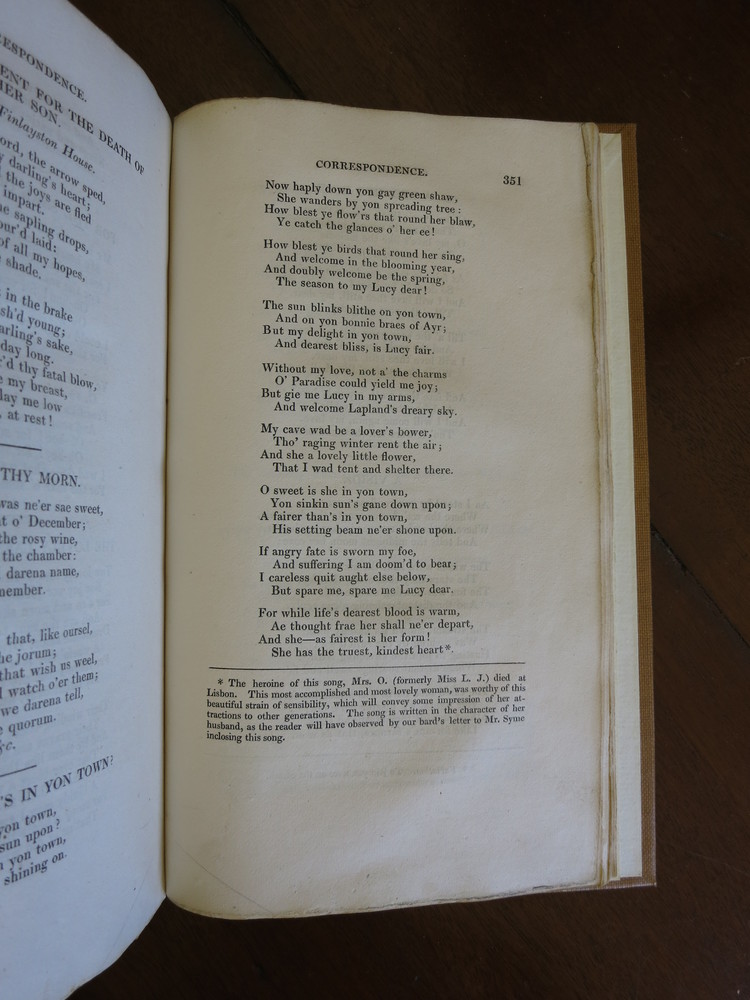 RESPONDENCE.
ENT FOR THE DEATH OF
HER SON.
Finlayston House.
ord, the arrow sped,
darling's heart;
the joys are fled
impart.
sapling drops,
our'd laid:
of all my hopes,
shade.
in the brake
sh'd young;
arling's sake,
day long.
'd thy fatal blow,
my breast,
lay me low
at rest!
THY MORN.
was ne'er sae sweet,
t o' December;
the rosy wine,
the chamber:
darena name,
member.
that, like oursel,
he jorum;
that wish us weel,
watch o'er them;
we darena tell,
quorum.
&c.
'S IN YON TOWN?
yon town,
sun upon?
yon town,
shining on.
CORRESPONDENCE. 351
Now haply down yon gay green shaw,
She wanders by yon spreading tree:
How blest ye flow'rs that round her blaw,
Ye catch the glances o' her ee!
How blest ye birds that round her sing,
And welcome in the blooming year,
And doubly welcome be the spring,
The season to my Lucy dear!
The sun blinks blithe on yon town,
And on yon bonnie braes of Ayr;
But my delight in yon town,
And dearest bliss, is Lucy fair.
Without my love, not a' the charms
O' Paradise could yield me joy;
But gie me Lucy in my arms,
And welcome Lapland's dreary sky.
My cave wad be a lover's bower,
Tho' raging winter rent the air;
And she a lovely little flower,
That I wad tent and shelter there.
O sweet is she in yon town,
Yon sinkin sun's gane down upon;
A fairer than's in yon town,
His setting beam ne'er shone upon.
If angry fate is sworn my foe,
And suffering I am doom'd to bear;
I careless quit aught else below,
But spare me, spare me Lucy dear.
For while life's dearest blood is warm,
Ae thought frae her shall ne'er depart,
And she—as fairest is her form!
She has the truest, kindest heart*.
* The heroine of this song, Mrs. O. (formerly Miss L. J.) died at
Lisbon. This most accomplished and most lovely woman, was worthy of this
beautiful strain of sensibility, which will convey some impression of her at-
tractions to other generations. The song is written in the character of her
husband, as the reader will have observed by our bard's letter to Mr. Syme
inclosing this song.